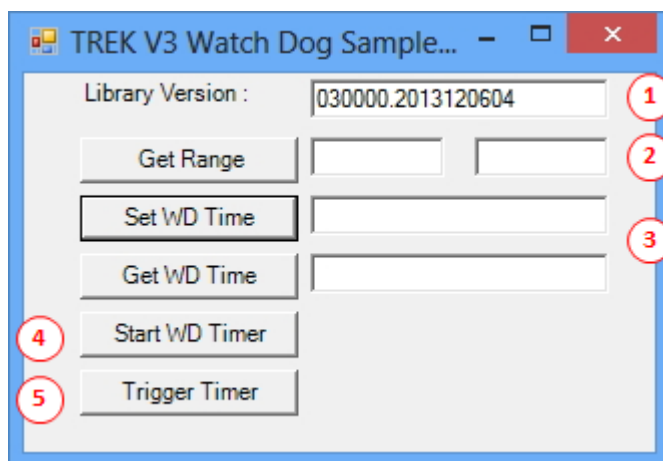 TREK V3 Watch Dog Sample...
Library Version : 030000.2013120604 1
Get Range 2
Set WD Time
3
Get WD Time
4 Start WD Timer
5 Trigger Timer